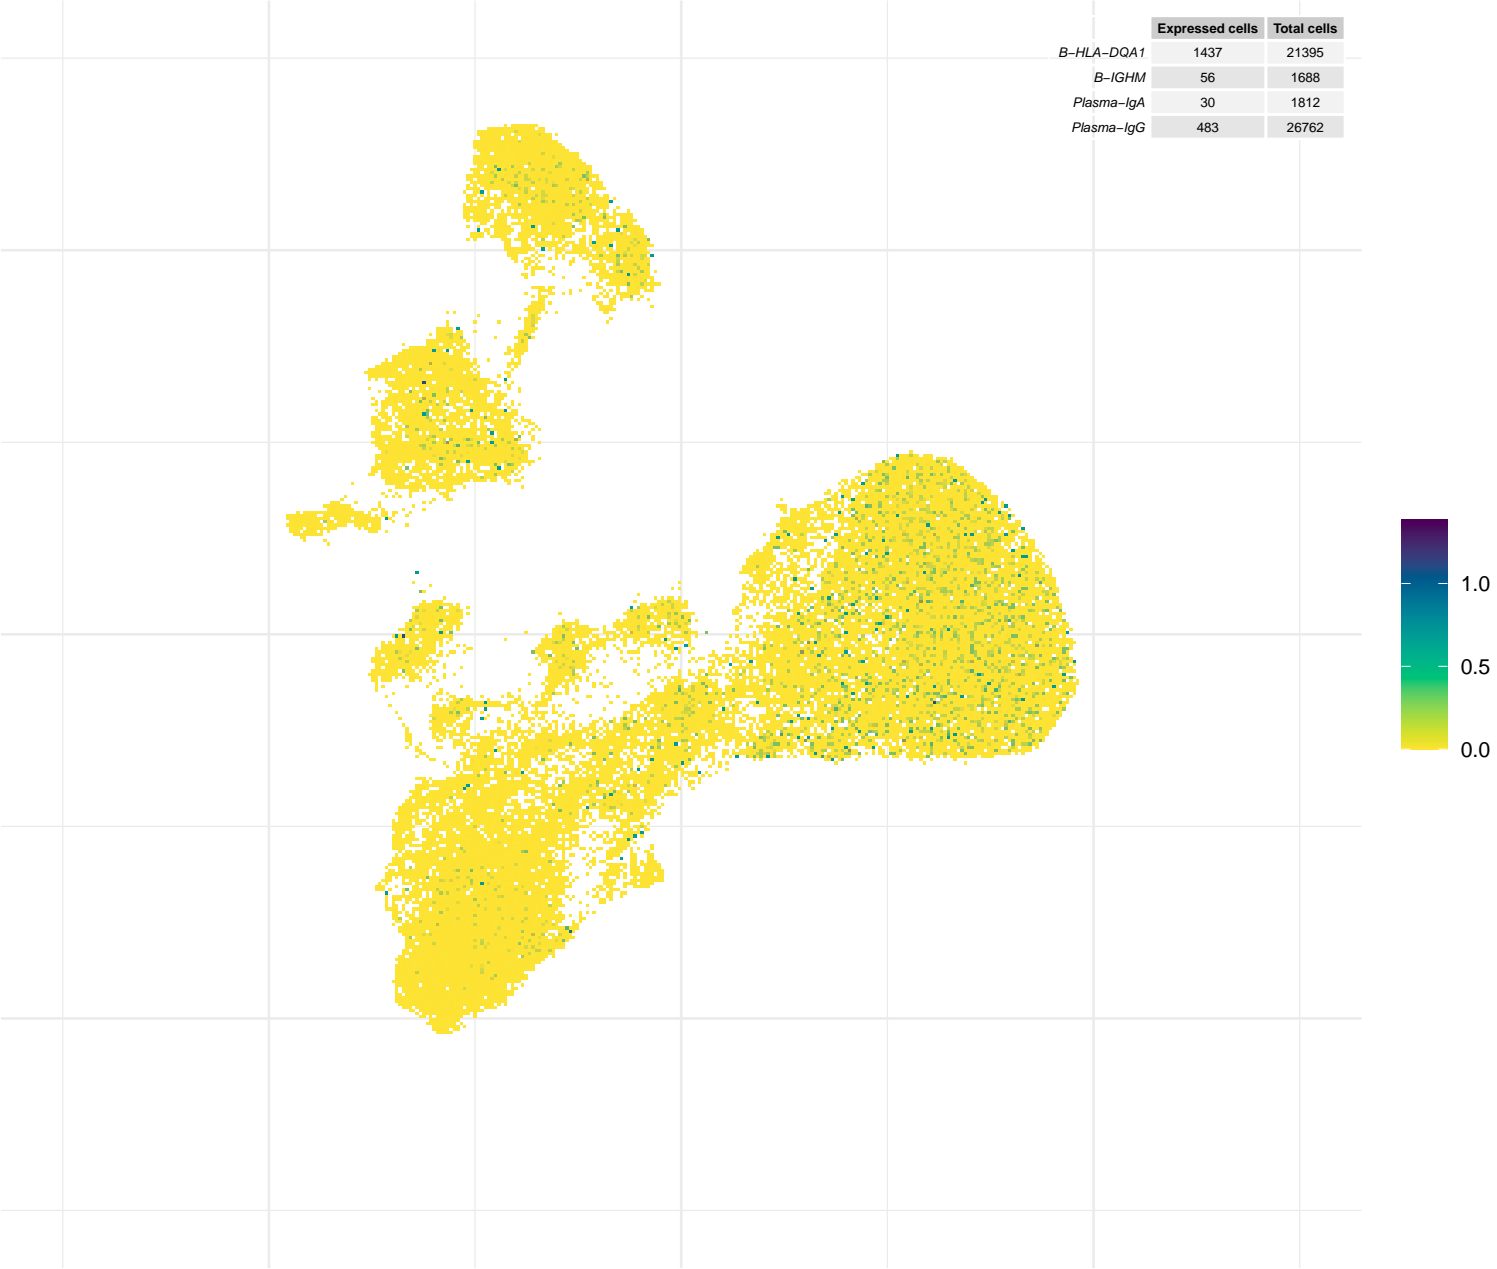 Expressed cells Total cells
B−HLA−DQA1 1437 21395
B−IGHM 56 1688
Plasma−IgA 30 1812
Plasma−IgG 483 26762
1.0
0.5
0.0